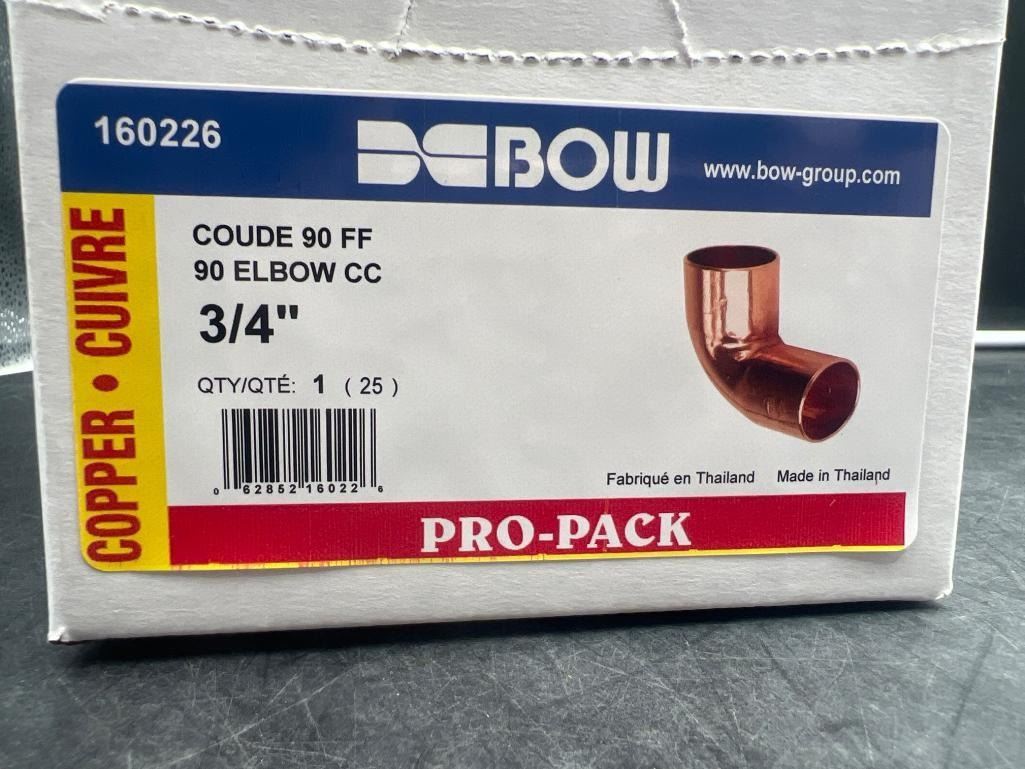 160226
BOW
www.bow-group.com
COPPER • CUIVRE
COUDE 90 FF
90 ELBOW CC
3/4"
QTY/QTÉ: 1 (25)
0 62852 16022 6
Fabriqué en Thailand Made in Thailand
PRO-PACK